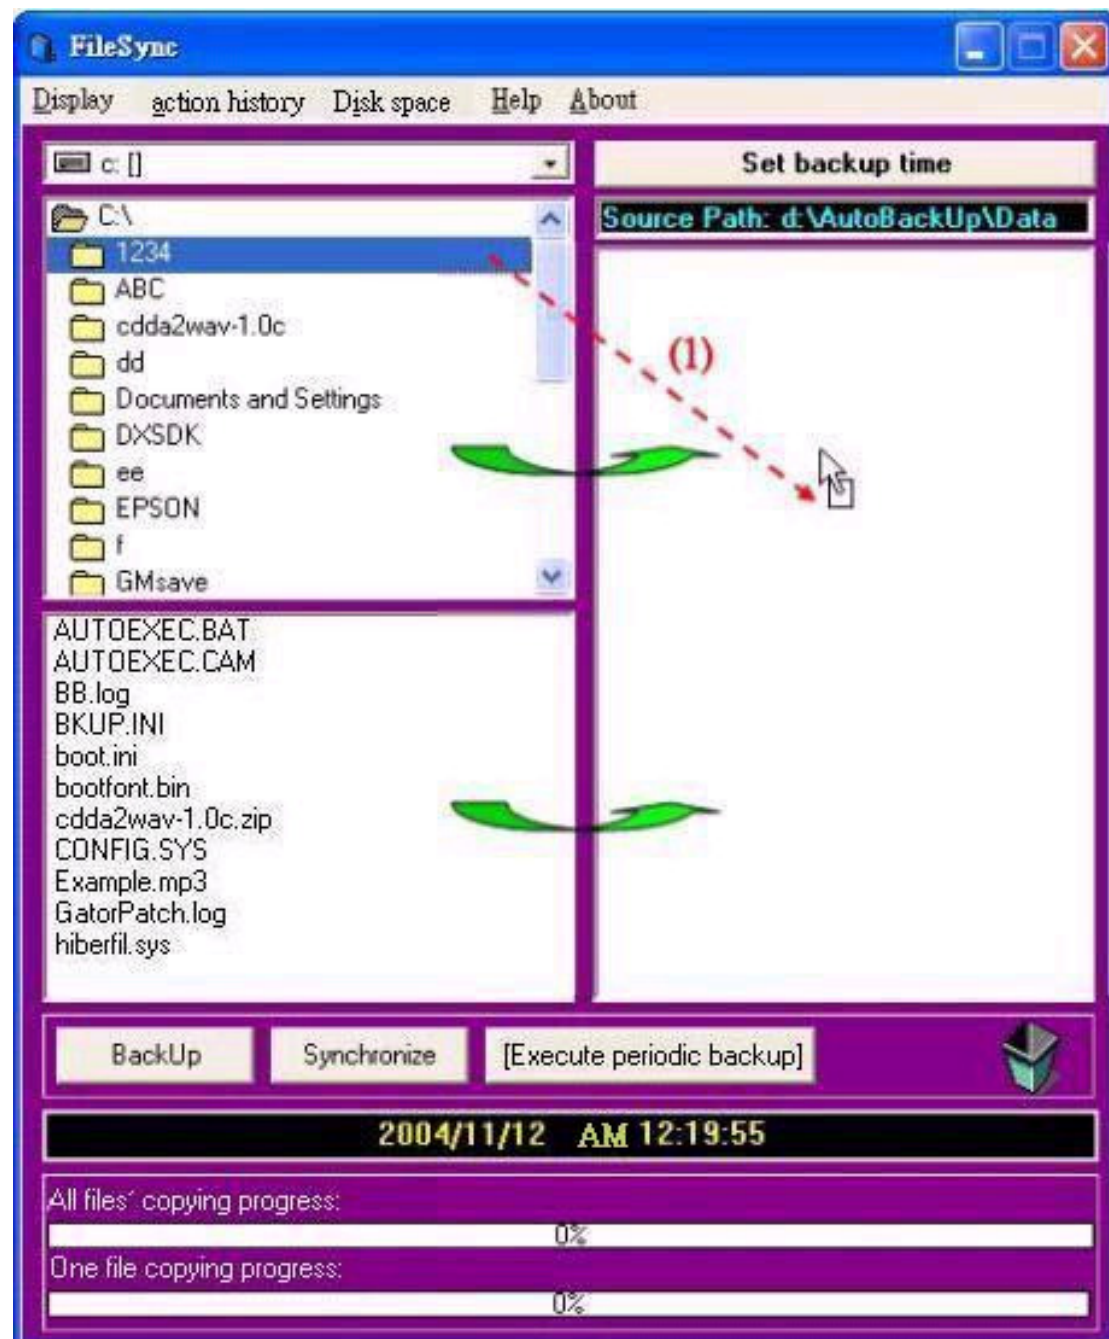 FileSync
Display action history Disk space Help About
c: []
Set backup time
C:\
Source Path: d:\AutoBackUp\Data
1234
ABC
cdda2wav-1.0c
dd
(1)
Documents and Settings
DXSDK
ee
EPSON
f
GMsave
AUTOEXEC.BAT
AUTOEXEC.CAM
BB.log
BKUP.INI
boot.ini
bootfont.bin
cdda2wav-1.0c.zip
CONFIG.SYS
Example.mp3
GatorPatch.log
hiberfil.sys
BackUp Synchronize [Execute periodic backup]
2004/11/12 AM 12:19:55
All files' copying progress:
0%
One file copying progress:
0%